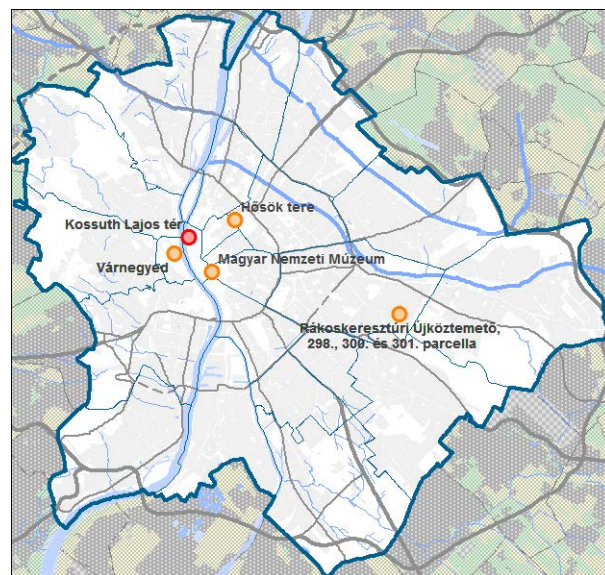 Hősök tere
Kossuth Lajos tér
Várnegyed
Magyar Nemzeti Múzeum
Rákoskeresztúri Újköztemető,
298., 300. és 301. parcella